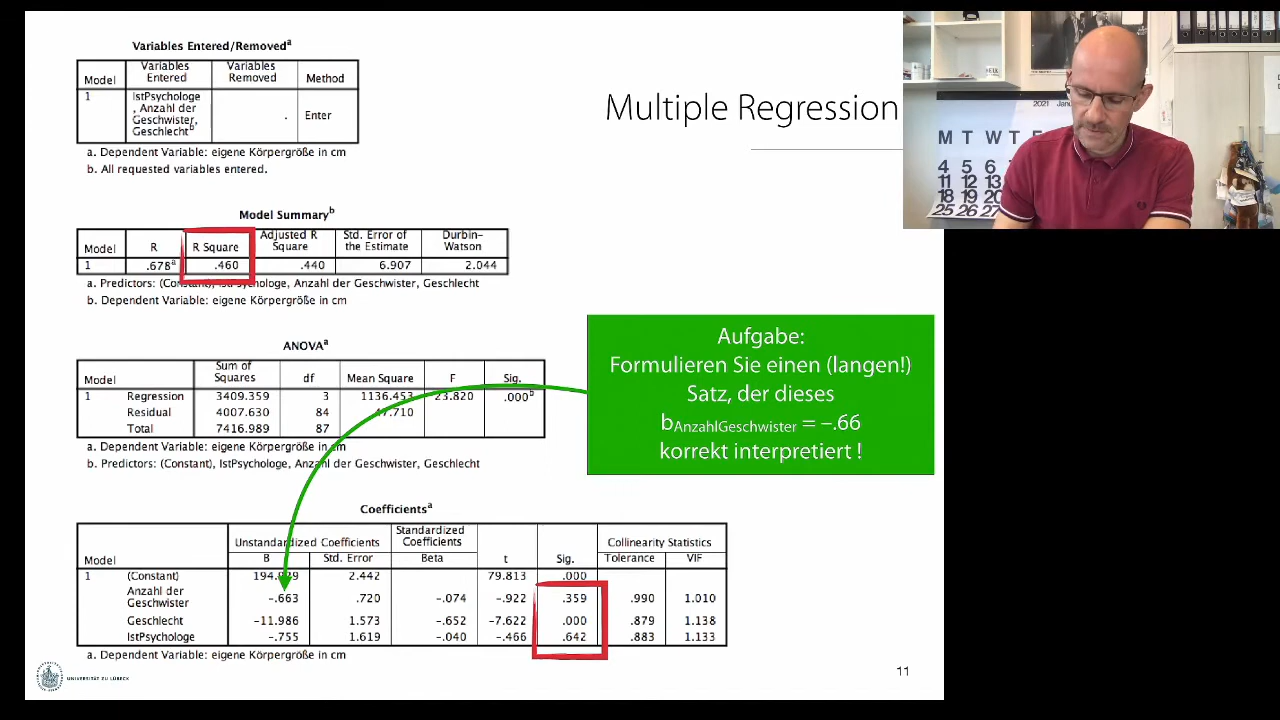 Variables Entered/Removedᵃ
Model Variables Entered Variables Removed Method
1 IstPsychologe, Anzahl der Geschwister, Geschlechtᵇ . Enter
a. Dependent Variable: eigene Körpergröße in cm
b. All requested variables entered.
Multiple Regression
2021
M T W T F
4 5 6
11 12 13
18 19 20
25 26 27
Model Summaryᵇ
Model R R Square Adjusted R Square Std. Error of the Estimate Durbin-Watson
1 .678ᵃ .460 .440 6.907 2.044
a. Predictors: (Constant), IstPsychologe, Anzahl der Geschwister, Geschlecht
b. Dependent Variable: eigene Körpergröße in cm
ANOVAᵃ
Model Sum of Squares df Mean Square F Sig.
1 Regression 3409.359 3 1136.453 23.820 .000ᵇ
Residual 4007.630 84 47.710
Total 7416.989 87
a. Dependent Variable: eigene Körpergröße in cm
b. Predictors: (Constant), IstPsychologe, Anzahl der Geschwister, Geschlecht
Aufgabe:
Formulieren Sie einen (langen!)
Satz, der dieses
bAnzahlGeschwister = –.66
korrekt interpretiert !
Coefficientsᵃ
Model Unstandardized Coefficients Standardized Coefficients t Sig. Collinearity Statistics
B Std. Error Beta Tolerance VIF
1 (Constant) 2.442 79.813 .000
Anzahl der Geschwister -.663 .720 -.074 -.922 .359 .990 1.010
Geschlecht -11.986 1.573 -.652 -7.622 .000 .879 1.138
IstPsychologe -.755 1.619 -.040 -.466 .642 .883 1.133
a. Dependent Variable: eigene Körpergröße in cm
UNIVERSITÄT ZU LÜBECK
11